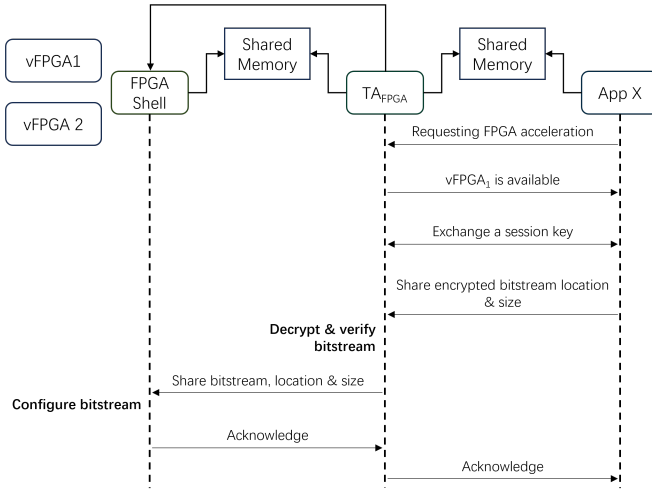 Shared
Memory
Shared
Memory
vFPGA1
FPGA
Shell
TA_FPGA
App X
vFPGA 2
Requesting FPGA acceleration
vFPGA₁ is available
Exchange a session key
Share encrypted bitstream location
& size
Decrypt & verify
bitstream
Share bitstream, location & size
Configure bitstream
Acknowledge
Acknowledge